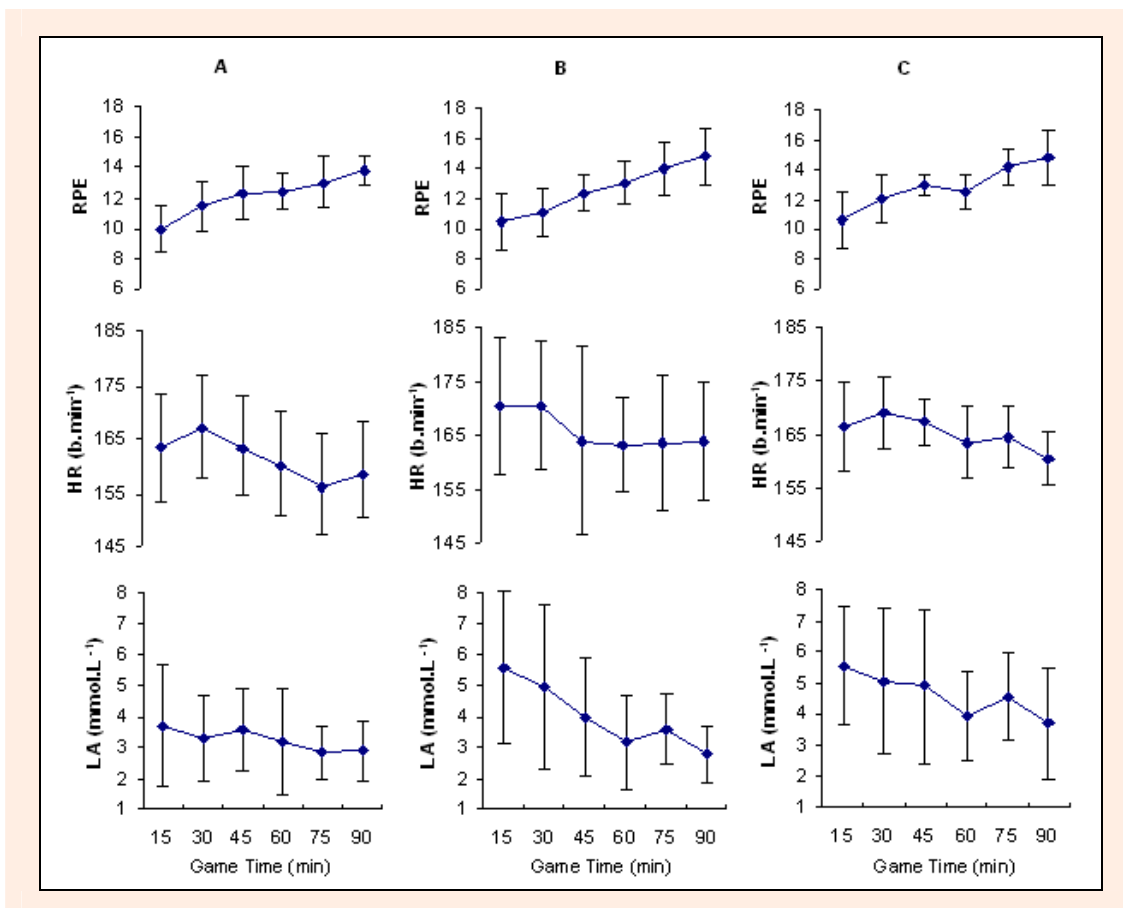 A B C
18 18 18
16 16 16
14 14 14
12 12 12
10 10 10
8 8 8
6 6 6
RPE RPE RPE
185 185 185
175 175 175
165 165 165
155 155 155
145 145 145
HR (b.min⁻¹) HR (b.min⁻¹) HR (b.min⁻¹)
8 8 8
7 7 7
6 6 6
5 5 5
4 4 4
3 3 3
2 2 2
1 1 1
LA (mmol.L⁻¹) LA (mmol.L⁻¹) LA (mmol.L⁻¹)
15 30 45 60 75 90 15 30 45 60 75 90 15 30 45 60 75 90
Game Time (min) Game Time (min) Game Time (min)